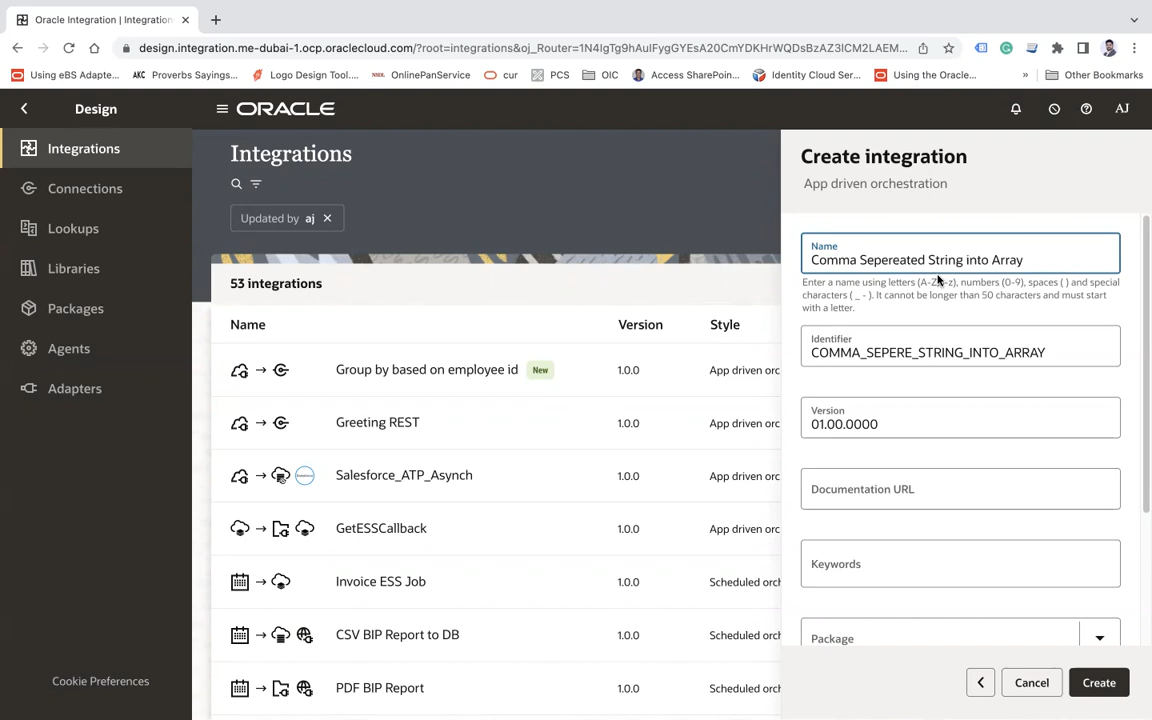 Oracle Integration | Integration
design.integration.me-dubai-1.ocp.oraclecloud.com/?root=integrations&oj_Router=1N4IgTg9hAuIFygGYEsA20CmYDKHrWQDsBzAZ3ICM2LAEM...
Using eBS Adapte...
AKC Proverbs Sayings...
Logo Design Tool....
OnlinePanService
cur
PCS
OIC
Access SharePoin...
Identity Cloud Ser...
Using the Oracle...
»
Other Bookmarks
Design
ORACLE
AJ
Integrations
Connections
Lookups
Libraries
Packages
Agents
Adapters
Cookie Preferences
Integrations
Updated by aj
53 integrations
Name Version Style
Group by based on employee id New 1.0.0 App driven orc
Greeting REST 1.0.0 App driven orc
Salesforce_ATP_Asynch 1.0.0 App driven orc
GetESSCallback 1.0.0 App driven orc
Invoice ESS Job 1.0.0 Scheduled orch
CSV BIP Report to DB 1.0.0 Scheduled orch
PDF BIP Report 1.0.0 Scheduled orch
Create integration
App driven orchestration
Name
Comma Sepereated String into Array
Enter a name using letters (A-Z, -z), numbers (0-9), spaces ( ) and special
characters ( _ - ). It cannot be longer than 50 characters and must start
with a letter.
Identifier
COMMA_SEPERE_STRING_INTO_ARRAY
Version
01.00.0000
Documentation URL
Keywords
Package
Cancel
Create